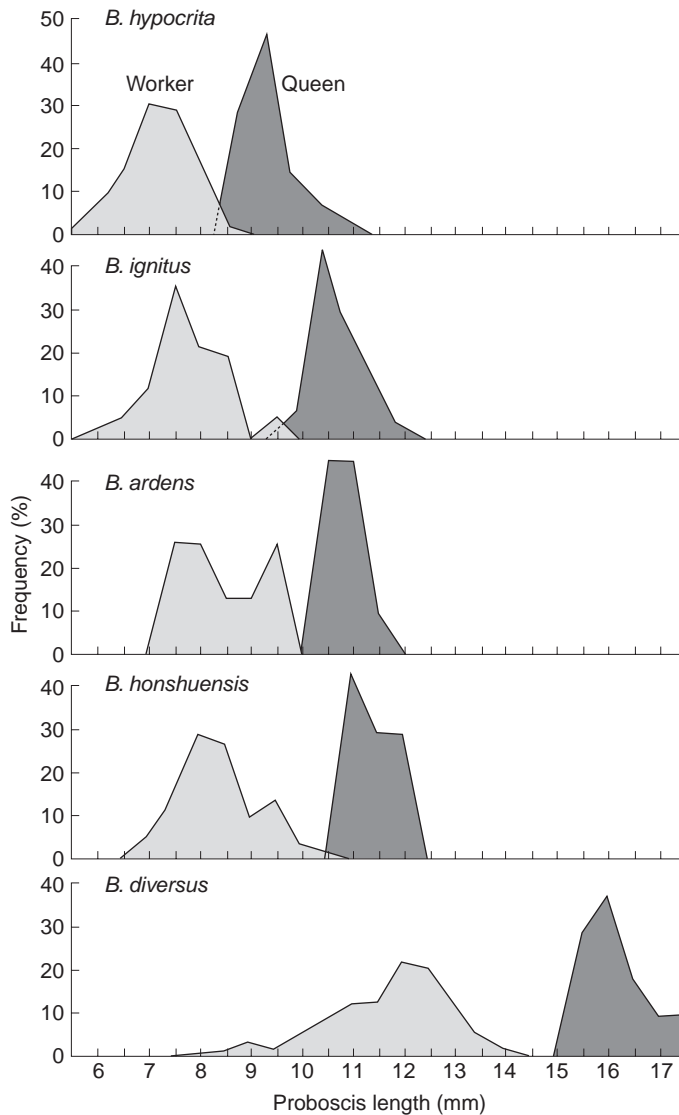 B. hypocrita
50
40
30
20
10
0
Worker
Queen
B. ignitus
40
30
20
10
0
B. ardens
40
30
20
10
0
B. honshuensis
40
30
20
10
0
B. diversus
40
30
20
10
0
Frequency (%)
6 7 8 9 10 11 12 13 14 15 16 17
Proboscis length (mm)